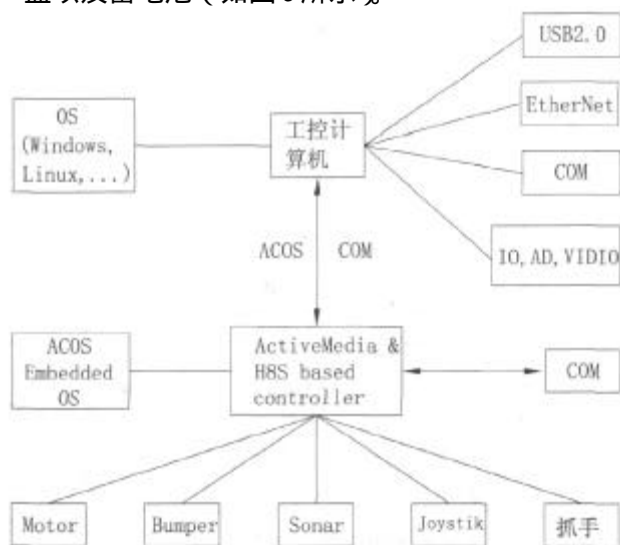 USB2.0
OS
(Windows,
Linux,...)
工控计
算机
EtherNet
COM
IO,AD,VIDIO
ACOS COM
ACOS
Embedded
OS
ActiveMedia &
H8S based
controller
COM
Motor
Bumper
Sonar
Joystik
抓手